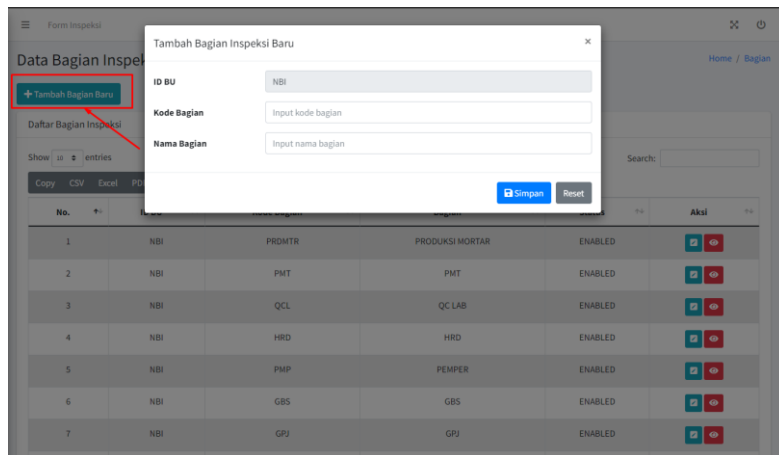 Form Inspeksi
Tambah Bagian Inspeksi Baru ×
Data Bagian Inspek
Home / Bagian
ID BU NBI
+ Tambah Bagian Baru
Kode Bagian Input kode bagian
Daftar Bagian Inspeksi
Nama Bagian Input nama bagian
Show 10 entries Search:
Copy CSV Excel
Simpan Reset
No. Aksi
1 NBI PRDMTR PRODUKSI MORTAR ENABLED
2 NBI PMT PMT ENABLED
3 NBI QCL QC LAB ENABLED
4 NBI HRD HRD ENABLED
5 NBI PMP PEMPER ENABLED
6 NBI GBS GBS ENABLED
7 NBI GPJ GPJ ENABLED